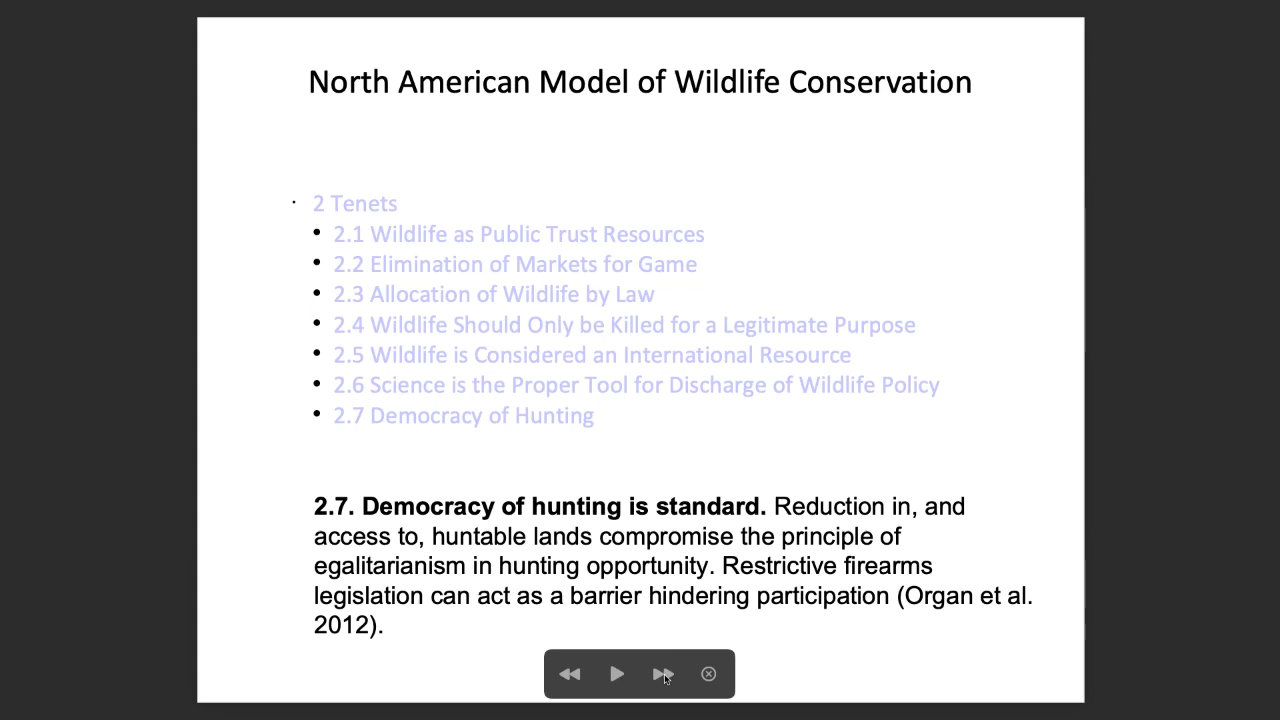 North American Model of Wildlife Conservation
2 Tenets
2.1 Wildlife as Public Trust Resources
2.2 Elimination of Markets for Game
2.3 Allocation of Wildlife by Law
2.4 Wildlife Should Only be Killed for a Legitimate Purpose
2.5 Wildlife is Considered an International Resource
2.6 Science is the Proper Tool for Discharge of Wildlife Policy
2.7 Democracy of Hunting
2.7. Democracy of hunting is standard. Reduction in, and
access to, huntable lands compromise the principle of
egalitarianism in hunting opportunity. Restrictive firearms
legislation can act as a barrier hindering participation (Organ et al.
2012).